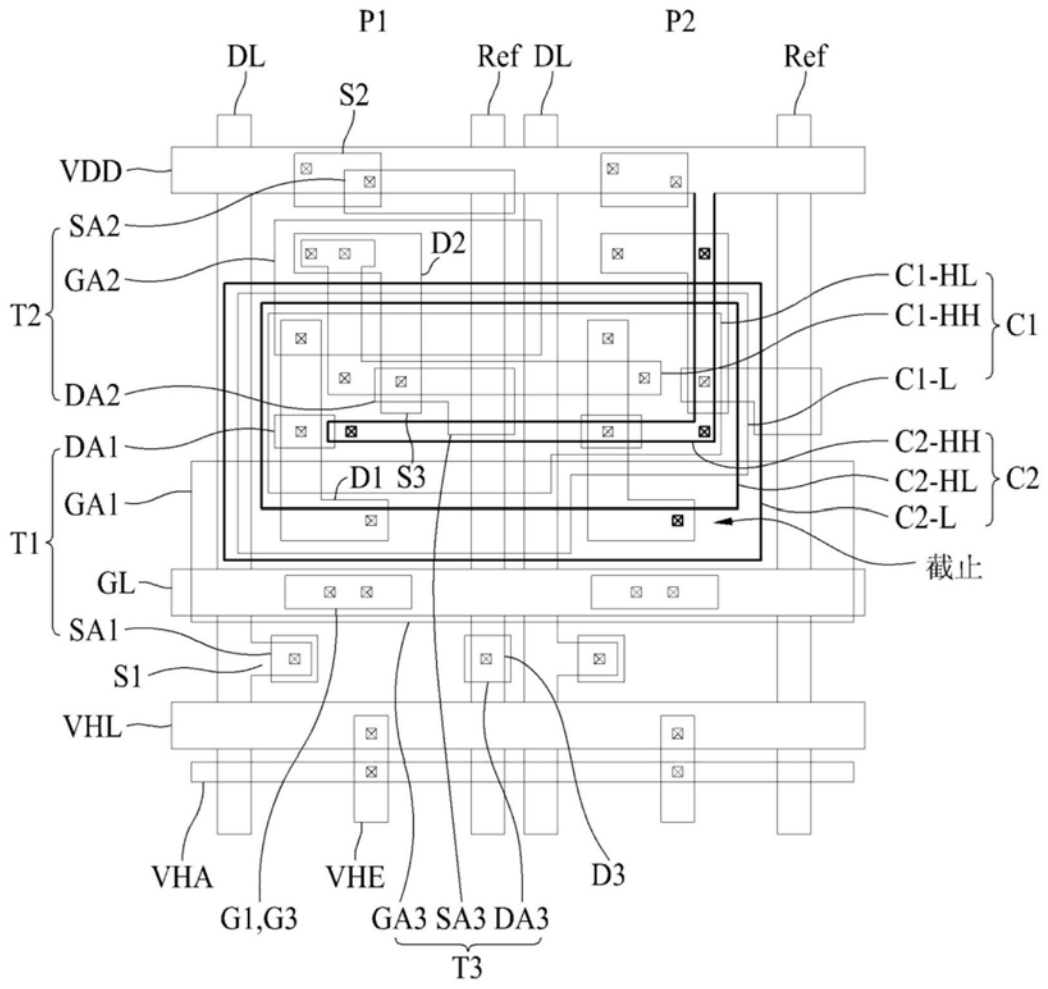 P1 P2
DL Ref DL Ref
S2
VDD
SA2
D2
GA2
C1-HL
T2
C1-HH C1
DA2 C1-L
DA1 C2-HH
S3
D1
GA1 C2-HL C2
T1 C2-L
GL 截止
SA1
S1
VHL
VHA VHE D3
G1,G3 GA3 SA3 DA3
T3